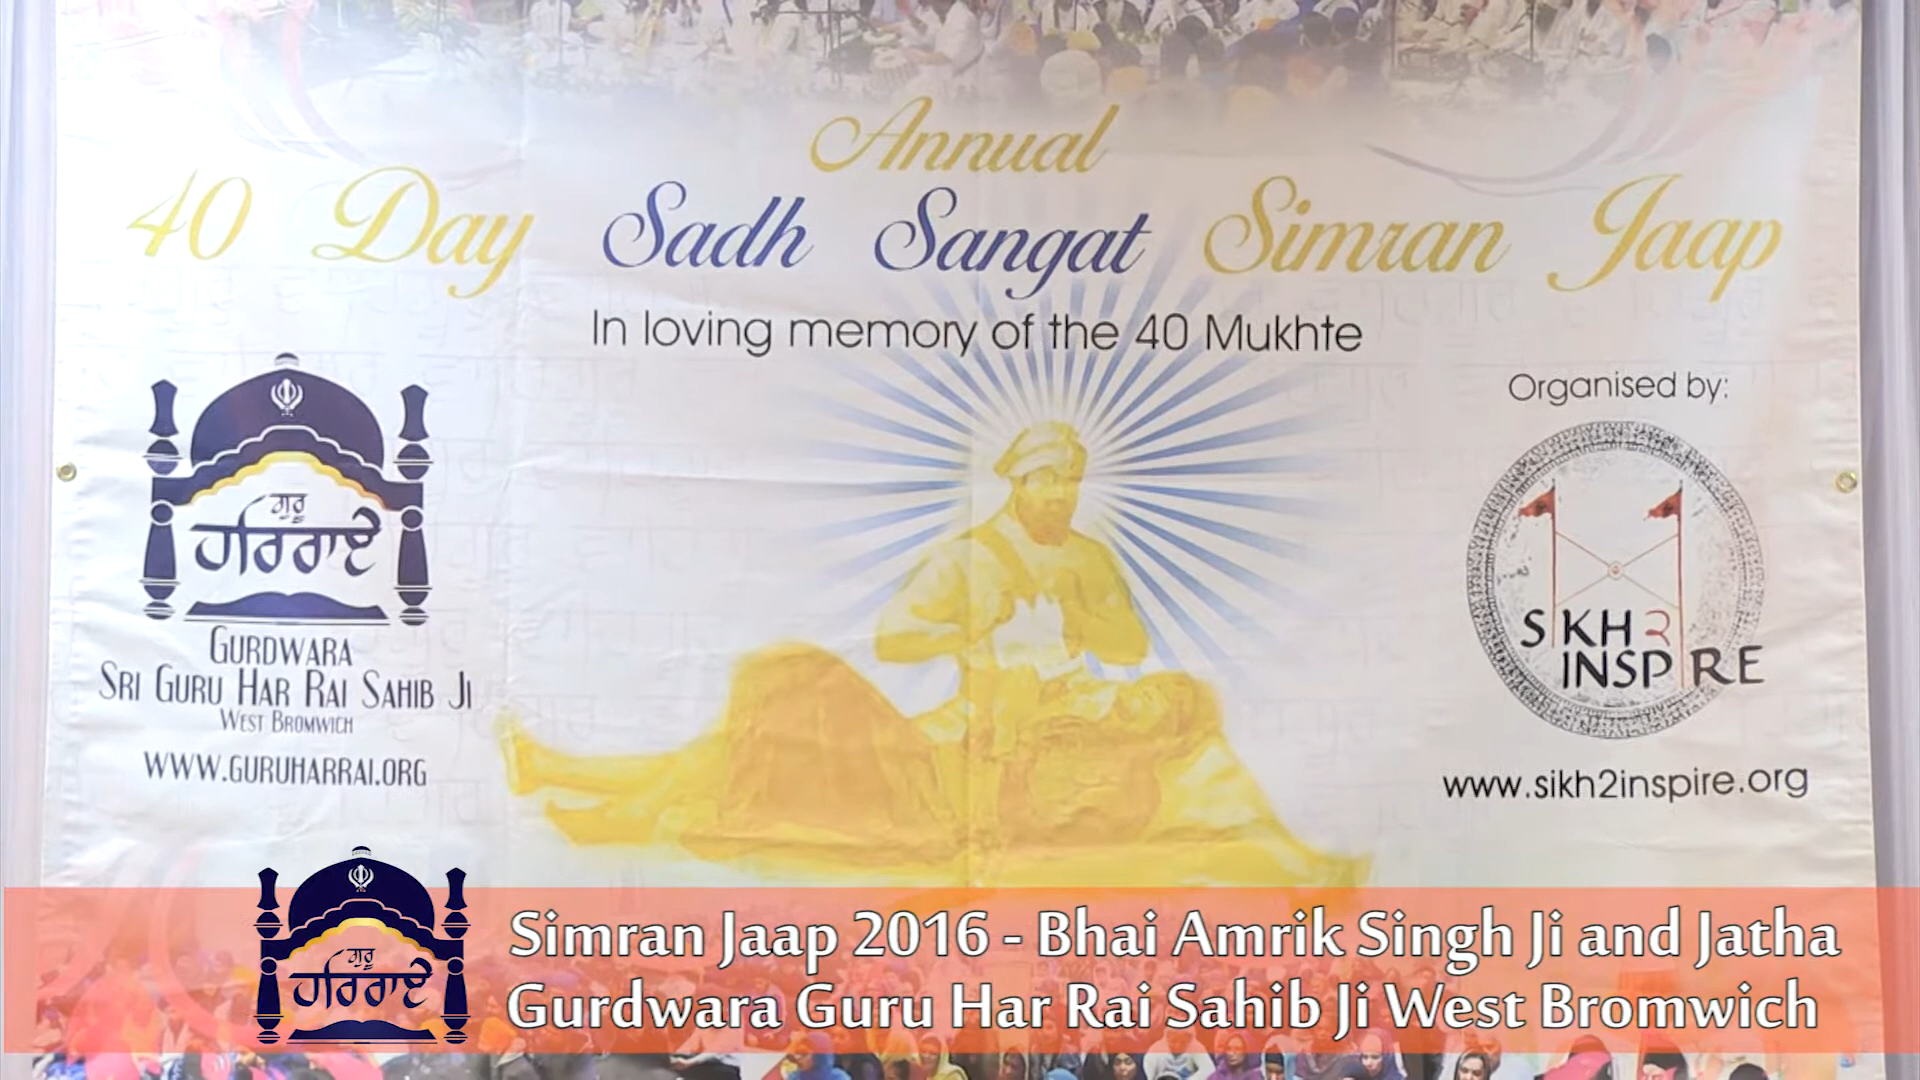 Annual
40 Day Sadh Sangat Simran Jaap
In loving memory of the 40 Mukhte
Organised by:
ਗੁਰੂ
ਹਰਿਰਾਏ
GURDWARA
SRI GURU HAR RAI SAHIB JI
WEST BROMWICH
WWW.GURUHARRAI.ORG
SIKH 2
INSPIRE
www.sikh2inspire.org
ਗੁਰੂ
ਹਰਿਰਾਏ
Simran Jaap 2016 - Bhai Amrik Singh Ji and Jatha
Gurdwara Guru Har Rai Sahib Ji West Bromwich